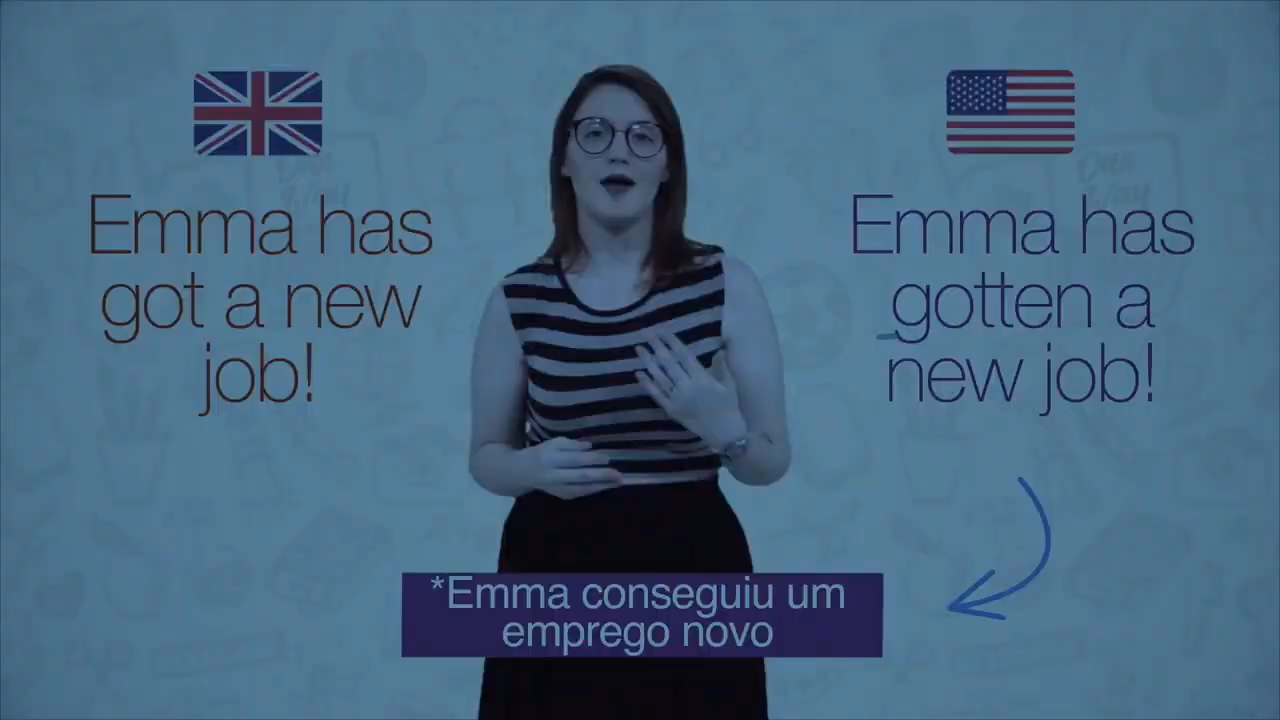 Emma has
got a new
job!
Emma has
gotten a
new job!
*Emma conseguiu um
emprego novo